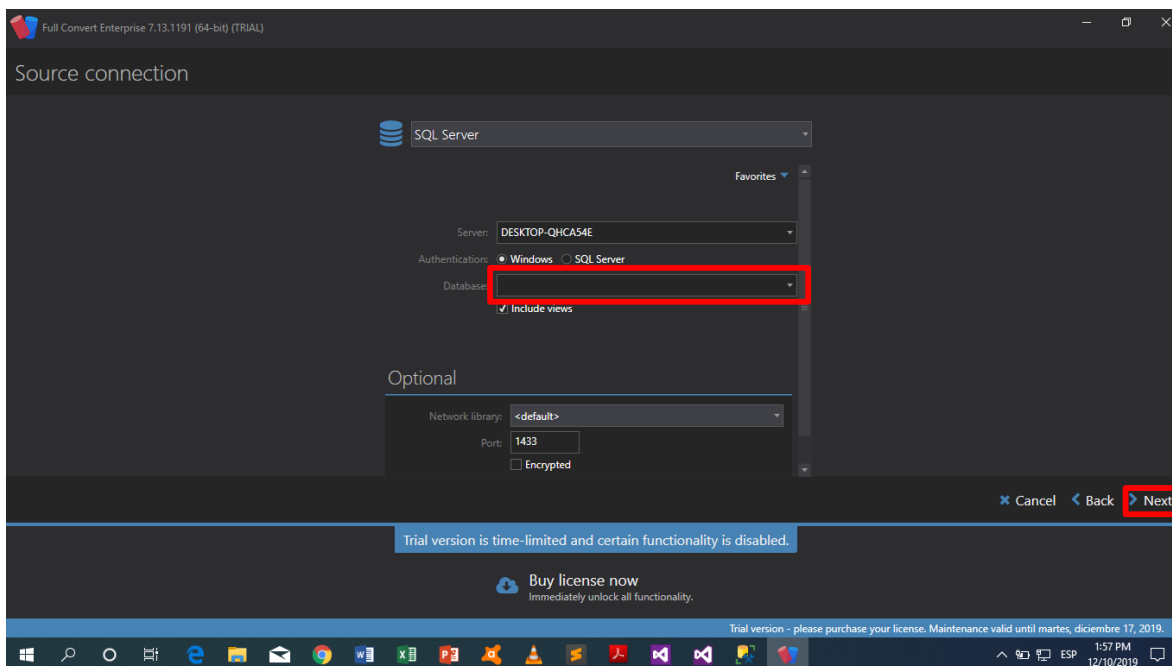 Full Convert Enterprise 7.13.1191 (64-bit) (TRIAL)
Source connection
SQL Server
Favorites
Server: DESKTOP-QHCA54E
Authentication: Windows SQL Server
Database:
Include views
Optional
Network library: <default>
Port: 1433
Encrypted
Cancel Back Next
Trial version is time-limited and certain functionality is disabled.
Buy license now
Immediately unlock all functionality.
Trial version - please purchase your license. Maintenance valid until martes, diciembre 17, 2019.
ESP 1:57 PM
12/10/2019